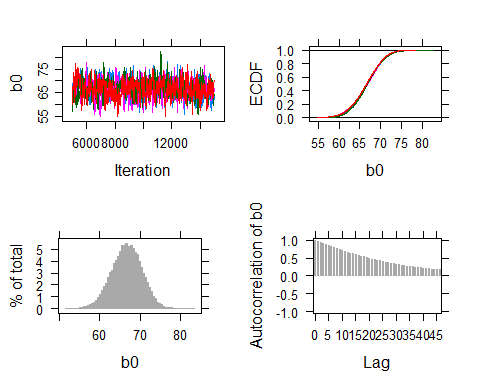 b0
55 65 75
6000 8000 12000
Iteration
ECDF
0.0 0.2 0.4 0.6 0.8 1.0
55 60 65 70 75 80
b0
% of total
0 1 2 3 4 5
60 70 80
b0
Autocorrelation of b0
-1.0 -0.5 0.0 0.5 1.0
0 5 10 15 20 25 30 35 40 45
Lag